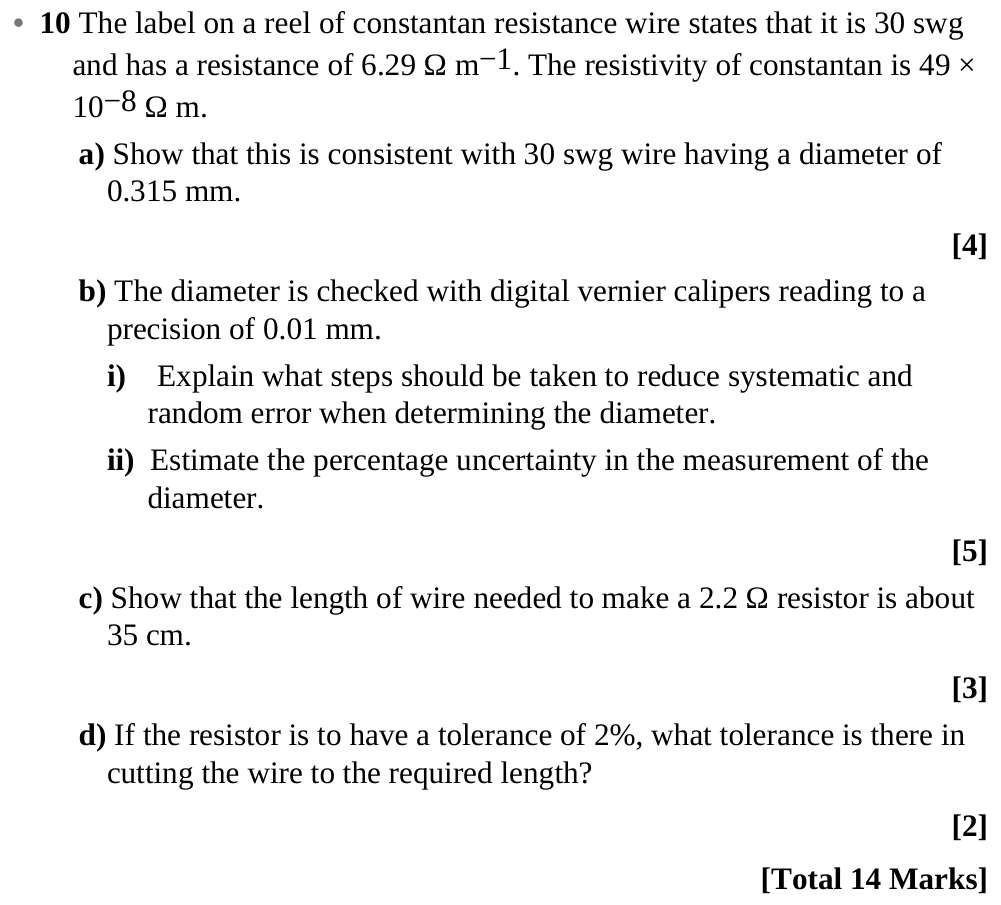 • 10 The label on a reel of constantan resistance wire states that it is 30 swg
and has a resistance of 6.29 Ω m⁻¹. The resistivity of constantan is 49 ×
10⁻⁸ Ω m.
a) Show that this is consistent with 30 swg wire having a diameter of
0.315 mm.
[4]
b) The diameter is checked with digital vernier calipers reading to a
precision of 0.01 mm.
i) Explain what steps should be taken to reduce systematic and
random error when determining the diameter.
ii) Estimate the percentage uncertainty in the measurement of the
diameter.
[5]
c) Show that the length of wire needed to make a 2.2 Ω resistor is about
35 cm.
[3]
d) If the resistor is to have a tolerance of 2%, what tolerance is there in
cutting the wire to the required length?
[2]
[Total 14 Marks]